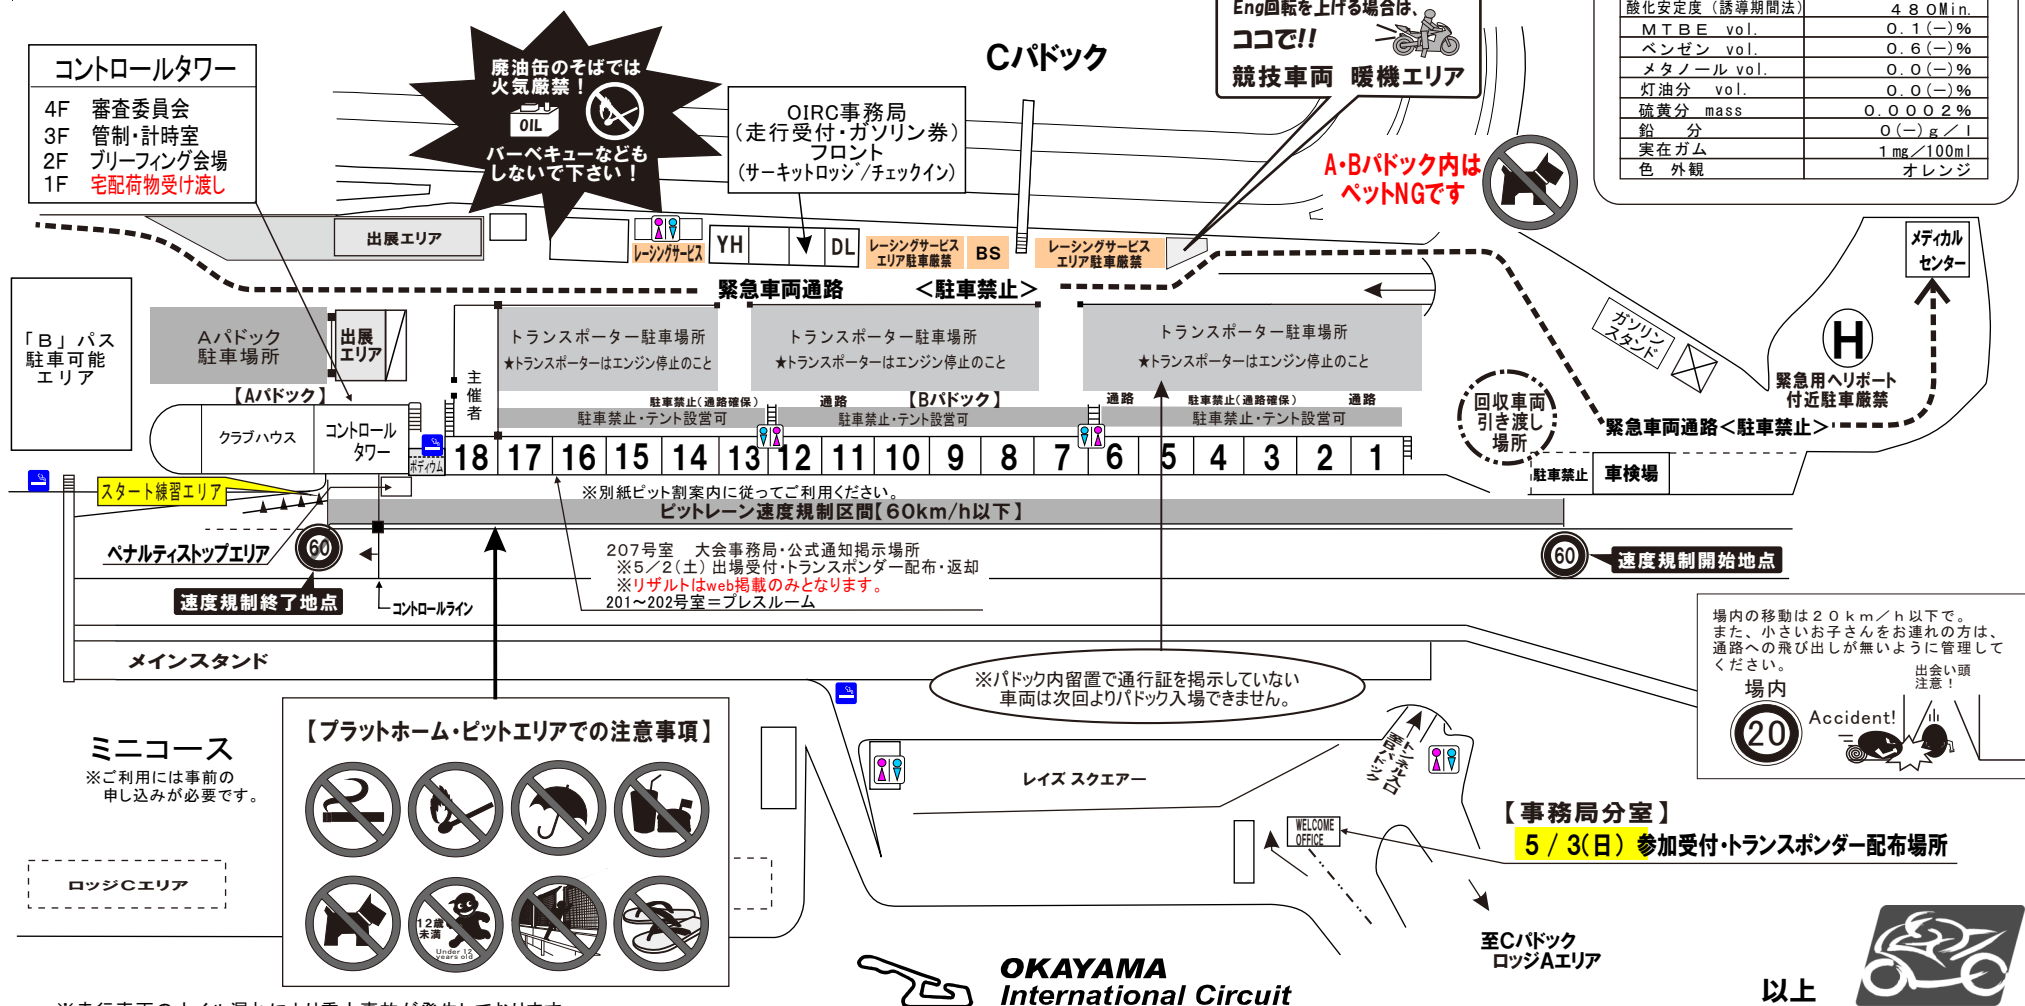 コントロールタワー
4F 審査委員会
3F 管制・計時室
2F ブリーフィング会場
1F 宅配荷物受け渡し
廃油缶のそばでは
火気厳禁！
OIL
バーベキューなども
しないで下さい！
OIRC事務局
(走行受付・ガソリン券)
フロント
(サーキットロッジ/チェックイン)
Cパドック
Eng回転を上げる場合は、
ココで!!
競技車両 暖機エリア
酸化安定度（誘導期間法） 480Min.
MTBE vol. 0.1(−)%
ベンゼン vol. 0.6(−)%
メタノール vol. 0.0(−)%
灯油分 vol. 0.0(−)%
硫黄分 mass 0.0002%
鉛 分 0(−)g／l
実在ガム 1mg／100ml
色 外観 オレンジ
A・Bパドック内は
ペットNGです
出展エリア
レーシングサービス
YH
DL
レーシングサービス
エリア駐車厳禁
BS
レーシングサービス
エリア駐車厳禁
メディカル
センター
緊急車両通路 ＜駐車禁止＞
「B」パス
駐車可能
エリア
Aパドック
駐車場所
出展
エリア
トランスポーター駐車場所
★トランスポーターはエンジン停止のこと
トランスポーター駐車場所
★トランスポーターはエンジン停止のこと
トランスポーター駐車場所
★トランスポーターはエンジン停止のこと
ガソリン
スタンド
H
緊急用ヘリポート
付近駐車厳禁
主催者
【Aパドック】
駐車禁止(通路確保)
通路
【Bパドック】
通路
駐車禁止(通路確保)
通路
駐車禁止・テント設営可
駐車禁止・テント設営可
駐車禁止・テント設営可
回収車両
引き渡し
場所
緊急車両通路＜駐車禁止＞
クラブハウス
コントロール
タワー
ポディウム
18 17 16 15 14 13 12 11 10 9 8 7 6 5 4 3 2 1
駐車禁止
車検場
スタート練習エリア
※別紙ピット割案内に従ってご利用ください。
ピットレーン速度規制区間【60km/h以下】
ペナルティストップエリア
60
60
速度規制開始地点
速度規制終了地点
コントロールライン
207号室 大会事務局・公式通知掲示場所
※5／2(土) 出場受付・トランスポンダー配布・返却
※リザルトはweb掲載のみとなります。
201〜202号室＝プレスルーム
メインスタンド
※パドック内留置で通行証を掲示していない
車両は次回よりパドック入場できません。
場内の移動は20km／h以下で。
また、小さいお子さんをお連れの方は、
通路への飛び出しが無いように管理して
ください。
出会い頭
注意！
場内
20
Accident!
ミニコース
※ご利用には事前の
申し込みが必要です。
【プラットホーム・ピットエリアでの注意事項】
12歳
未満
Under 12
years old
レイズ スクエアー
トンネル入口
至Bパドック
WELCOME
OFFICE
【事務局分室】
5 / 3(日) 参加受付・トランスポンダー配布場所
ロッジCエリア
至Cパドック
ロッジAエリア
OKAYAMA
International Circuit
以上